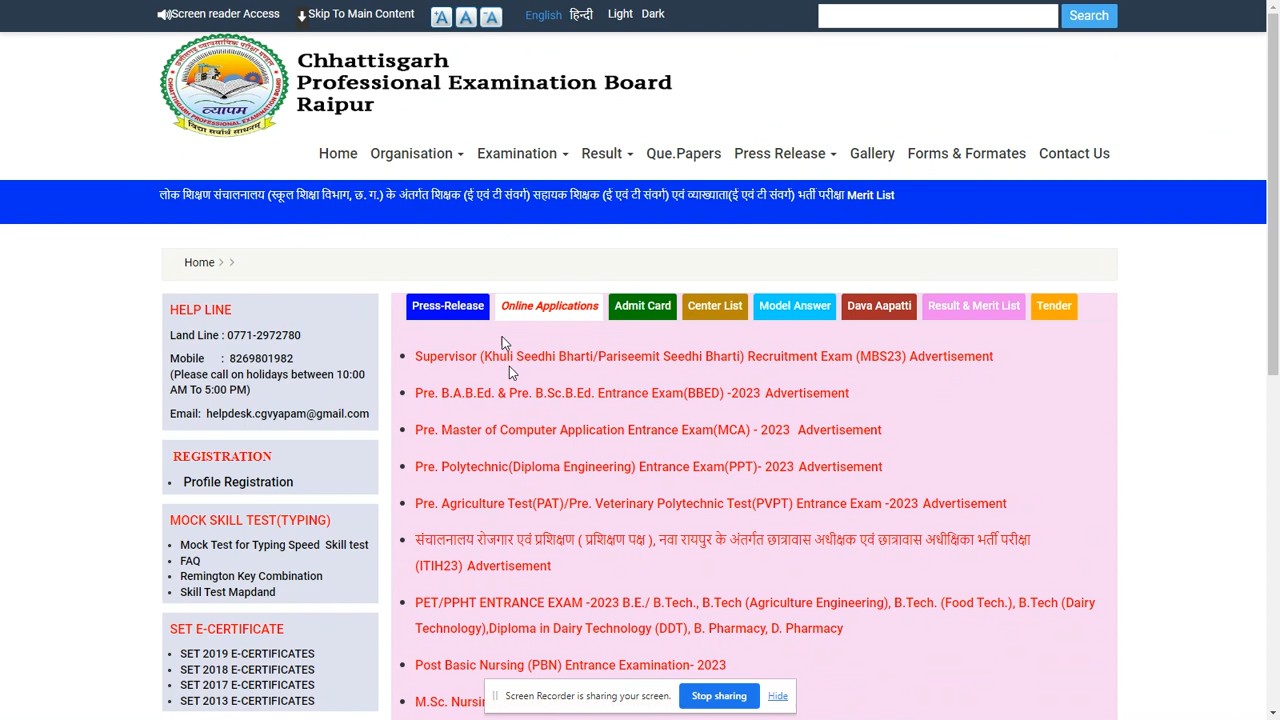 Screen reader Access Skip To Main Content A A A English हिन्दी Light Dark Search
Chhattisgarh
Professional Examination Board
Raipur
व्यापम
Home Organisation Examination Result Que.Papers Press Release Gallery Forms & Formates Contact Us
लोक शिक्षण संचालनालय (स्कूल शिक्षा विभाग, छ. ग.) के अंतर्गत शिक्षक (ई एवं टी संवर्ग) सहायक शिक्षक (ई एवं टी संवर्ग) एवं व्याख्याता(ई एवं टी संवर्ग) भर्ती परीक्षा Merit List
Home
HELP LINE
Land Line : 0771-2972780
Mobile : 8269801982
(Please call on holidays between 10:00
AM To 5:00 PM)
Email: helpdesk.cgvyapam@gmail.com
REGISTRATION
Profile Registration
MOCK SKILL TEST(TYPING)
Mock Test for Typing Speed Skill test
FAQ
Remington Key Combination
Skill Test Mapdand
SET E-CERTIFICATE
SET 2019 E-CERTIFICATES
SET 2018 E-CERTIFICATES
SET 2017 E-CERTIFICATES
SET 2013 E-CERTIFICATES
Press-Release Online Applications Admit Card Center List Model Answer Dava Aapatti Result & Merit List Tender
Supervisor (Khuli Seedhi Bharti/Pariseemit Seedhi Bharti) Recruitment Exam (MBS23) Advertisement
Pre. B.A.B.Ed. & Pre. B.Sc.B.Ed. Entrance Exam(BBED) -2023 Advertisement
Pre. Master of Computer Application Entrance Exam(MCA) - 2023 Advertisement
Pre. Polytechnic(Diploma Engineering) Entrance Exam(PPT)- 2023 Advertisement
Pre. Agriculture Test(PAT)/Pre. Veterinary Polytechnic Test(PVPT) Entrance Exam -2023 Advertisement
संचालनालय रोजगार एवं प्रशिक्षण ( प्रशिक्षण पक्ष ), नवा रायपुर के अंतर्गत छात्रावास अधीक्षक एवं छात्रावास अधीक्षिका भर्ती परीक्षा
(ITIH23) Advertisement
PET/PPHT ENTRANCE EXAM -2023 B.E./ B.Tech., B.Tech (Agriculture Engineering), B.Tech. (Food Tech.), B.Tech (Dairy
Technology),Diploma in Dairy Technology (DDT), B. Pharmacy, D. Pharmacy
Post Basic Nursing (PBN) Entrance Examination- 2023
M.Sc. Nursin
Screen Recorder is sharing your screen. Stop sharing Hide